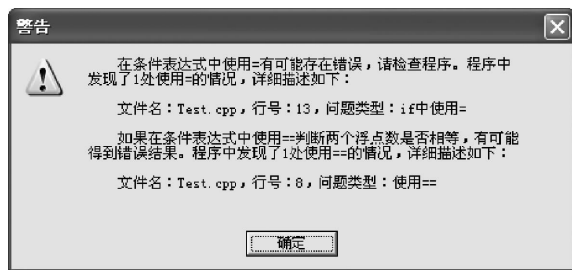 警告
在条件表达式中使用=有可能存在错误，请检查程序。程序中
发现了1处使用=的情况，详细描述如下：
文件名：Test.cpp，行号：13，问题类型：if中使用=
如果在条件表达式中使用==判断两个浮点数是否相等，有可能
得到错误结果。程序中发现了1处使用==的情况，详细描述如下：
文件名：Test.cpp，行号：8，问题类型：使用==
确定